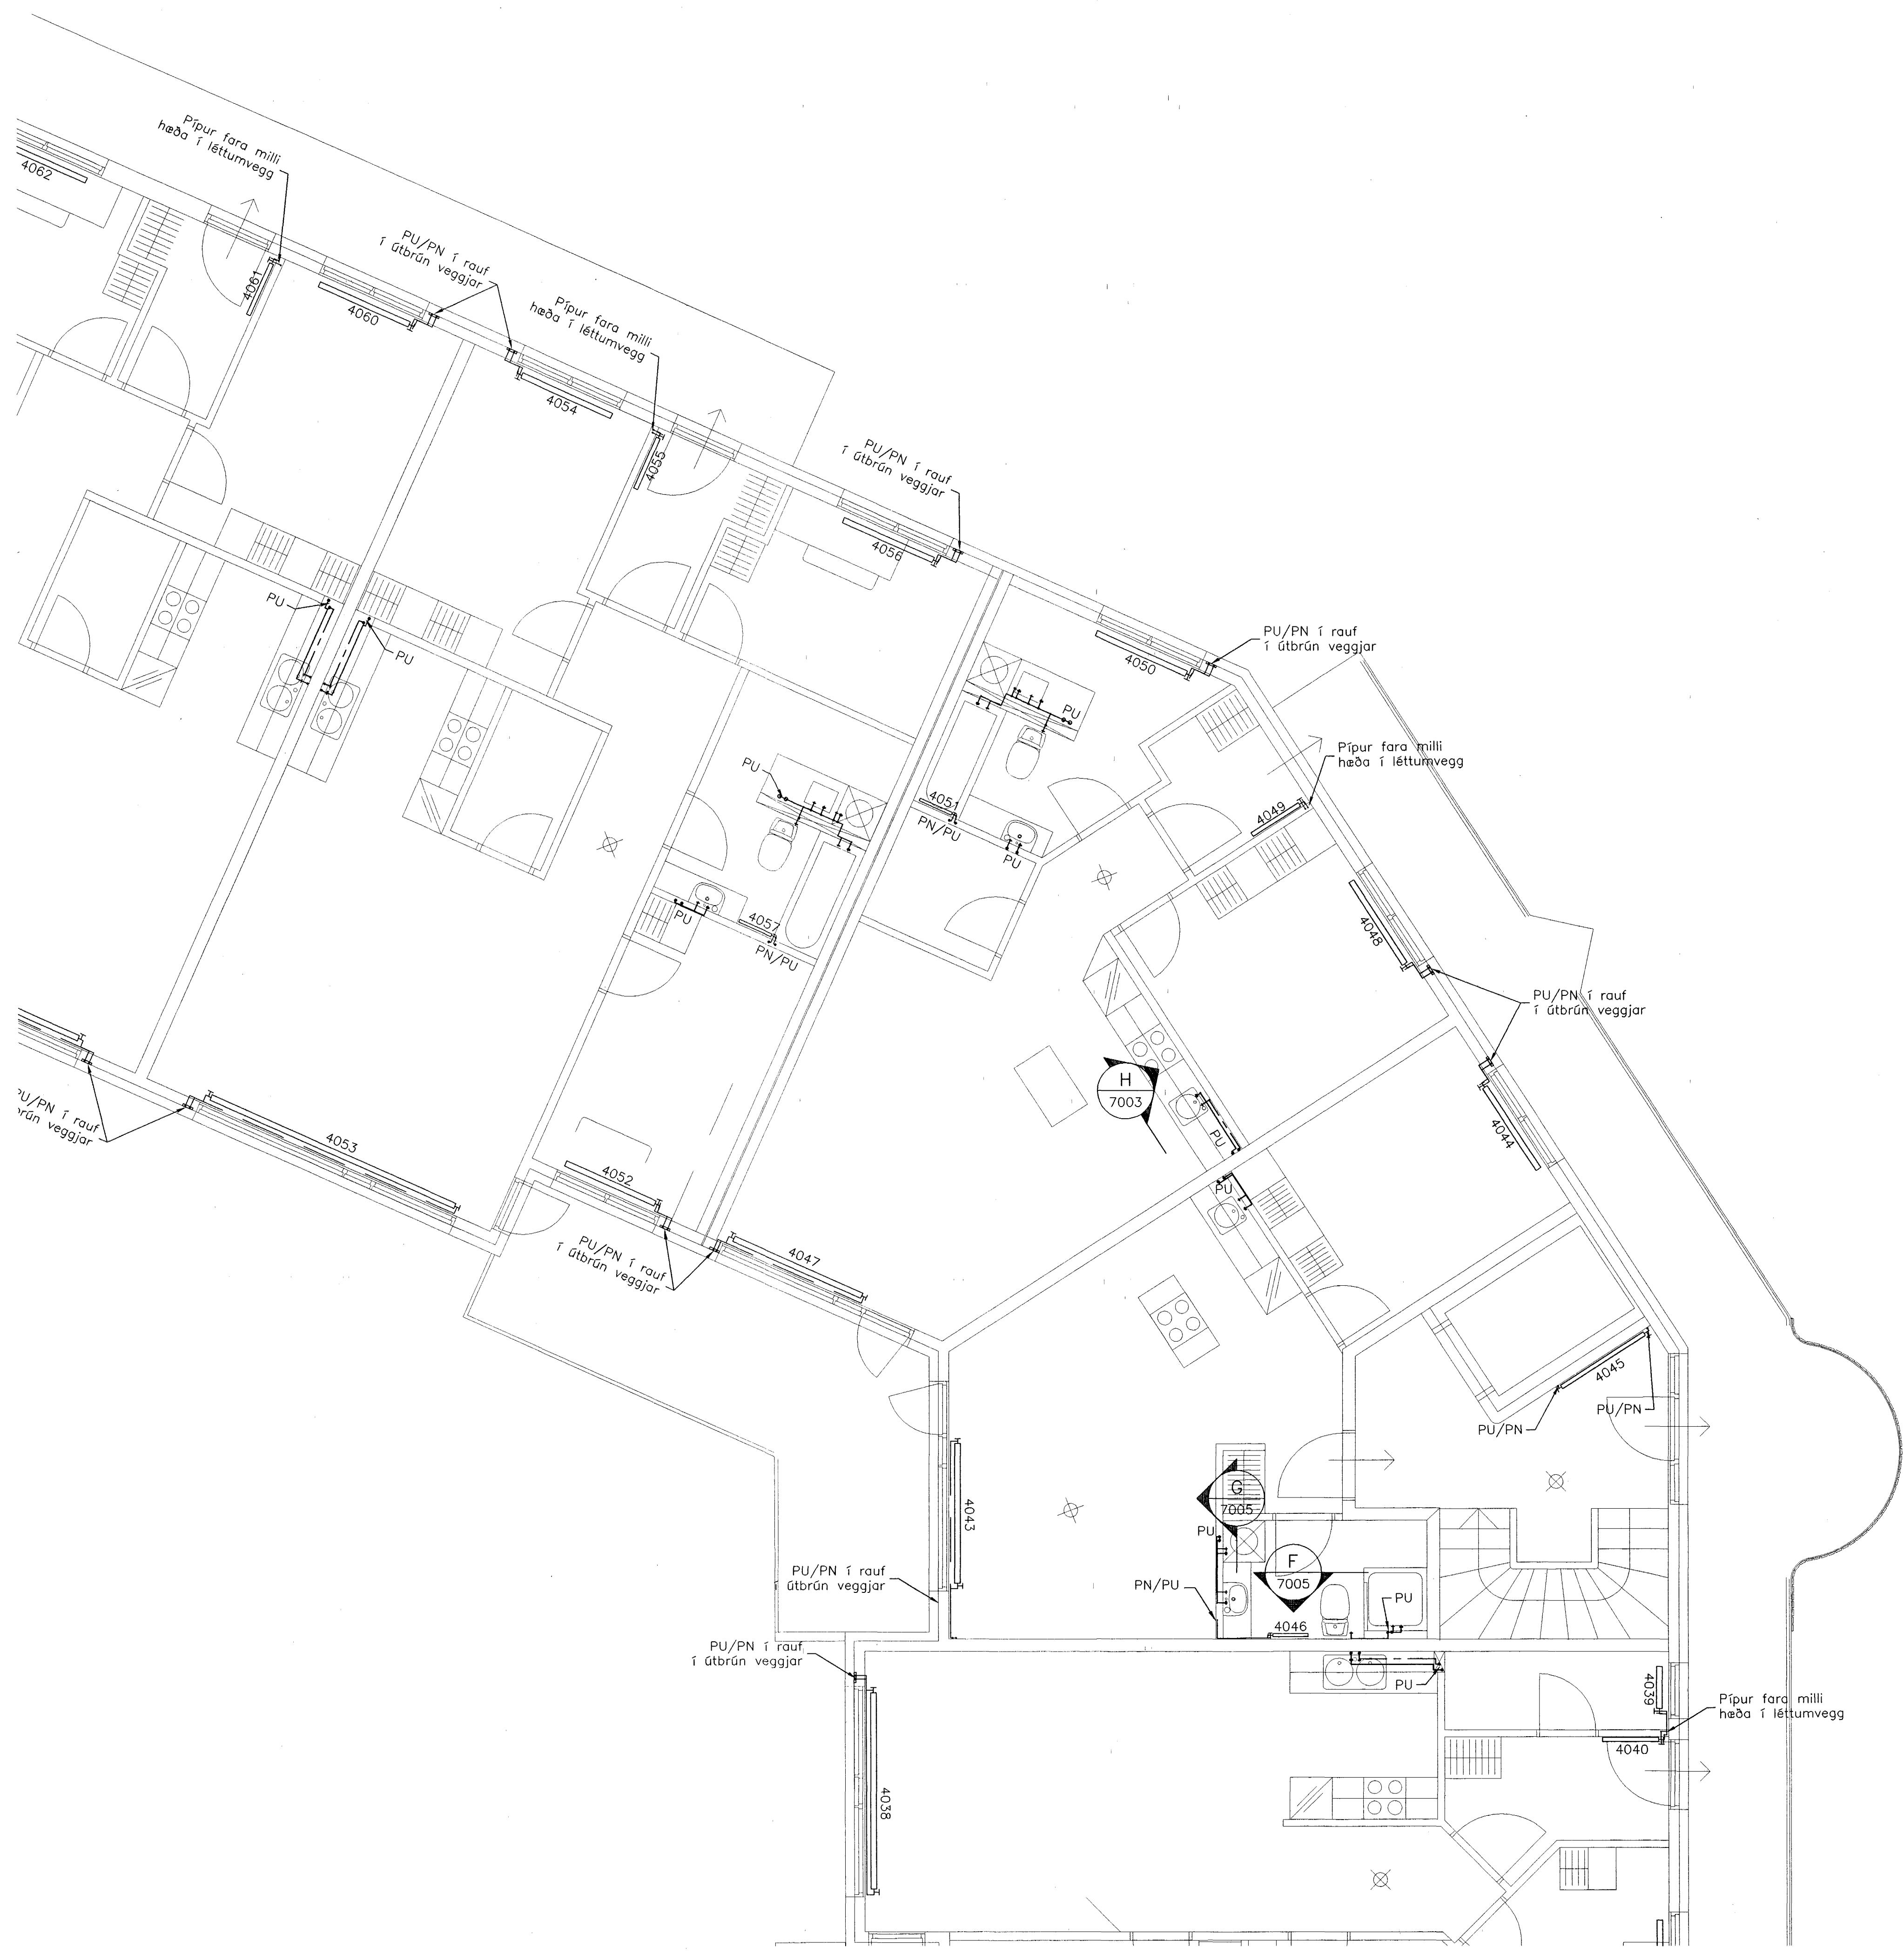 Pípur fara milli
hæða í léttumvegg
4062
PU/PN í rauf
í útbrún veggjar
4061
4060
Pípur fara milli
hæða í léttumvegg
4054
4055
PU/PN í rauf
í útbrún veggjar
4056
PU
PU
PU/PN í rauf
í útbrún veggjar
4050
PU
Pípur fara milli
hæða í léttumvegg
PU
4051
PN/PU
PU
4049
4057
PU
PN/PU
4048
PU/PN í rauf
í útbrún veggjar
H
7003
PU/PN í rauf
veggjar
4053
PU
4044
4052
PU
PU/PN í rauf
í útbrún veggjar
4047
4045
PU/PN
PU/PN
G
7005
4043
PU
F
7005
PU/PN í rauf
í útbrún veggjar
PN/PU
PU
4046
PU/PN í rauf
í útbrún veggjar
PU
4039
Pípur fara milli
hæða í léttumvegg
4040
4038